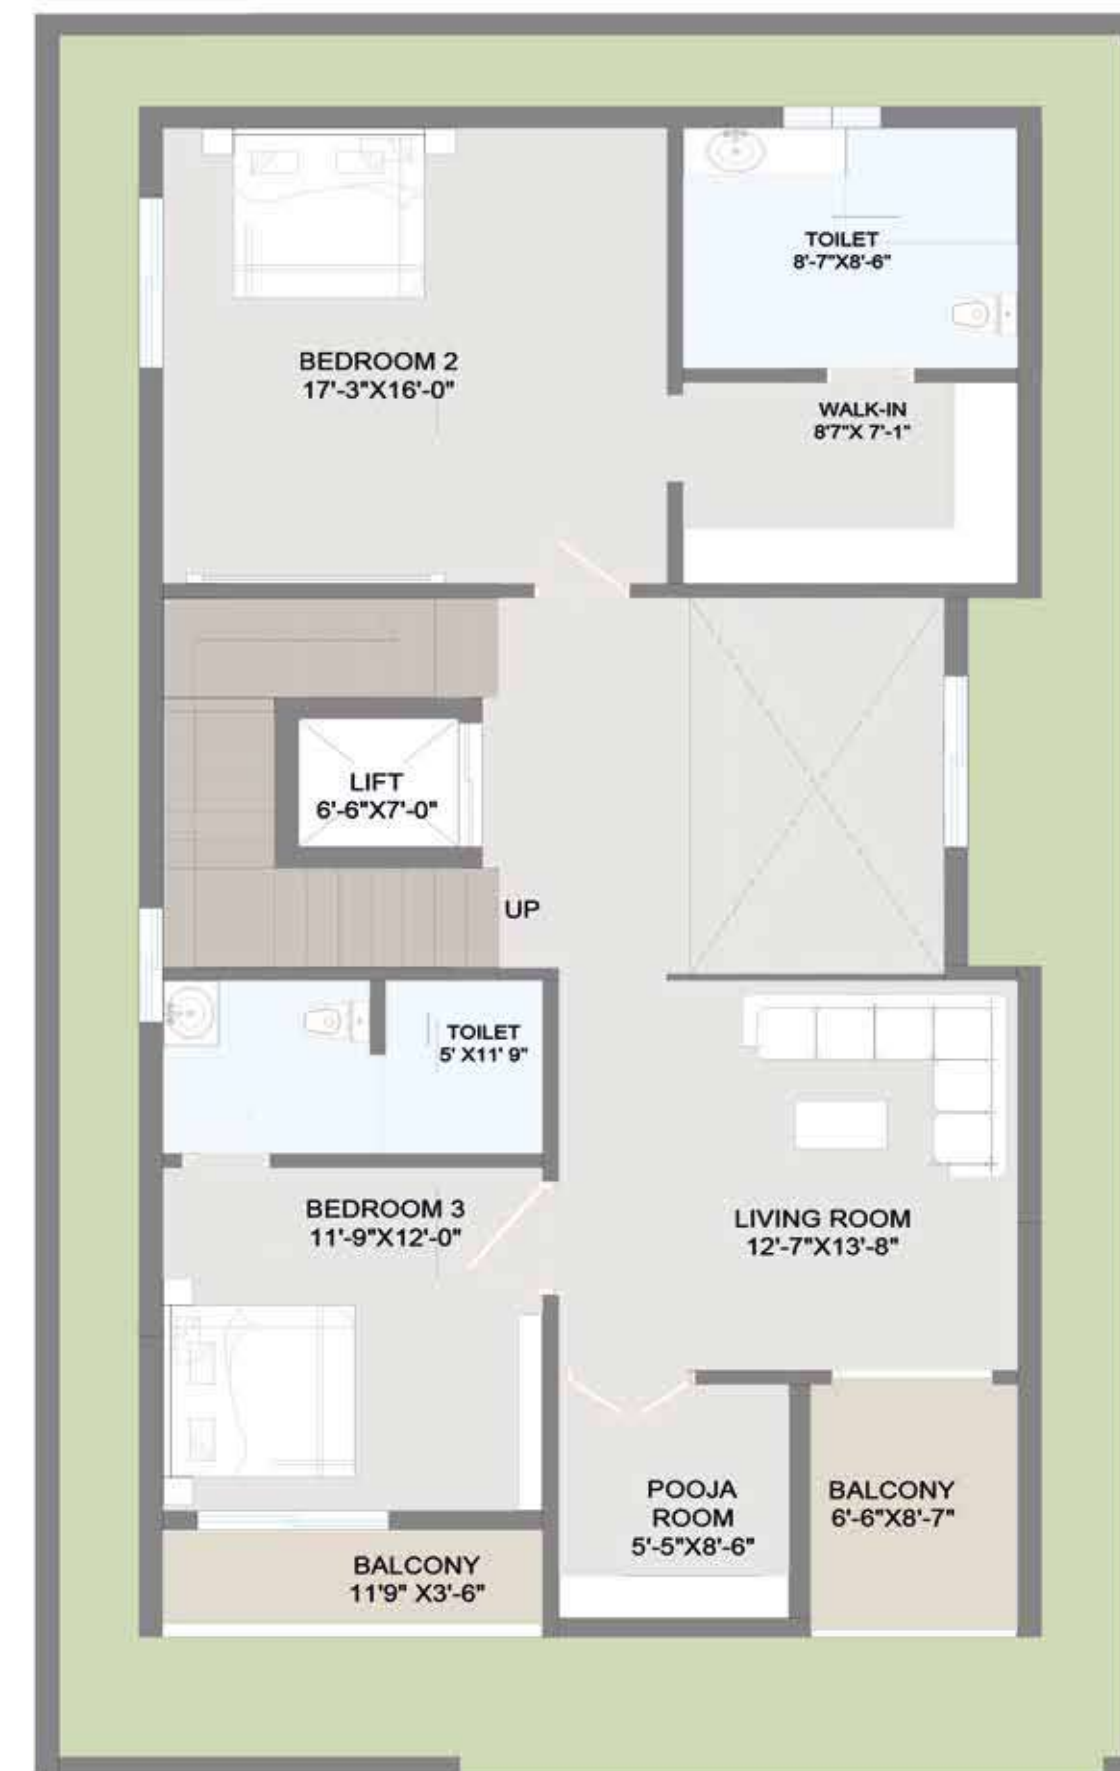 TOILET
8'-7"X8'-6"
BEDROOM 2
17'-3"X16'-0"
WALK-IN
8'7"X 7'-1"
LIFT
6'-6"X7'-0"
UP
TOILET
5' X11' 9"
BEDROOM 3
11'-9"X12'-0"
LIVING ROOM
12'-7"X13'-8"
POOJA
ROOM
5'-5"X8'-6"
BALCONY
6'-6"X8'-7"
BALCONY
11'9" X3'-6"